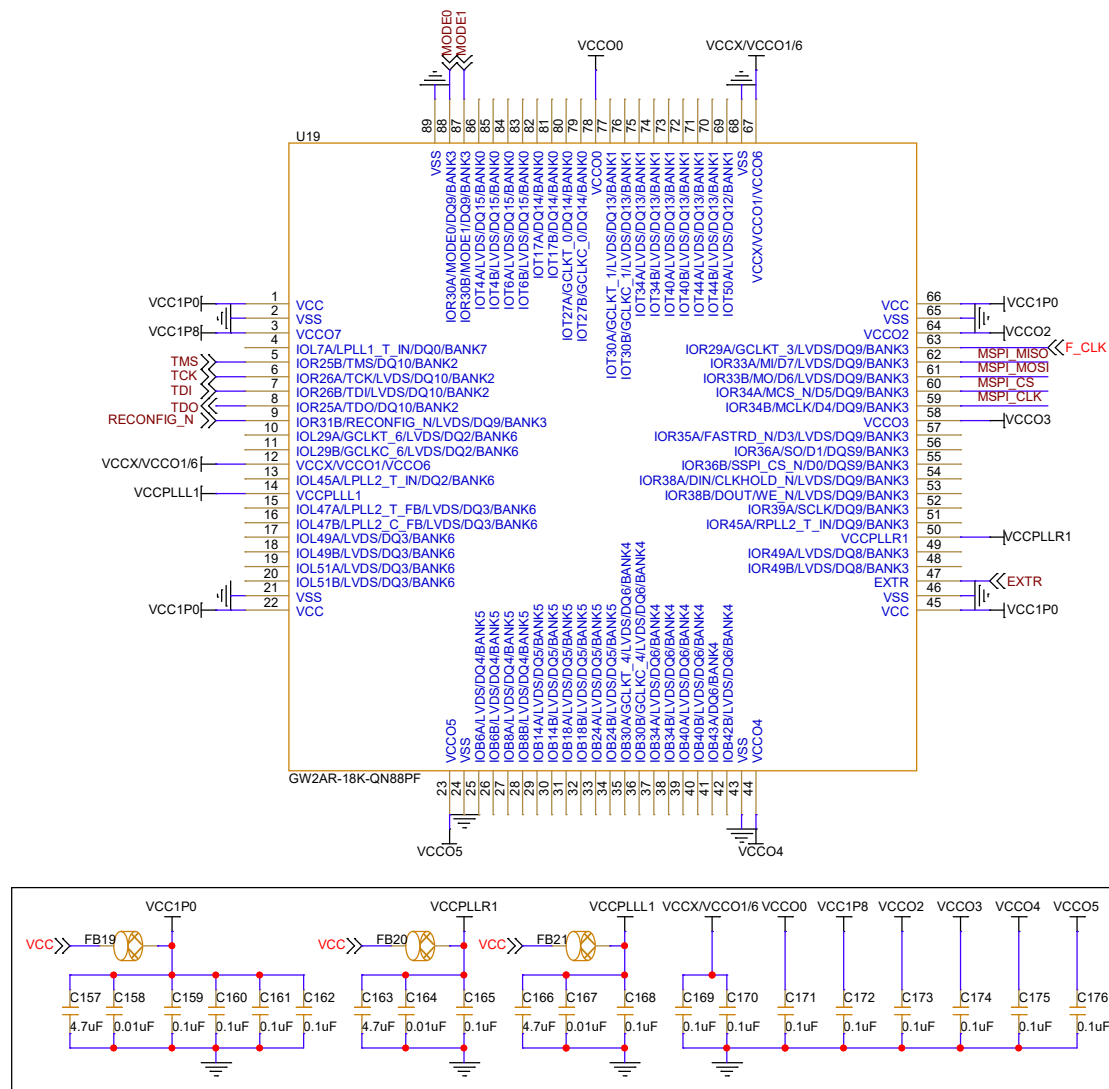 MODE0
MODE1
VCCO0
VCCX/VCCO1/6
89
88
87
86
85
84
83
82
81
80
79
78
77
76
75
74
73
72
71
70
69
68
67
U19
VSS
IOR30A/MODE0/DQ9/BANK3
IOR30B/MODE1/DQ9/BANK3
IOT4A/LVDS/DQ15/BANK0
IOT4B/LVDS/DQ15/BANK0
IOT6A/LVDS/DQ15/BANK0
IOT6B/LVDS/DQ15/BANK0
IOT17A/DQ14/BANK0
IOT17B/DQ14/BANK0
IOT27A/GCLKT_0/DQ14/BANK0
IOT27B/GCLKC_0/DQ14/BANK0
VCCO0
IOT30A/GCLKT_1/LVDS/DQ13/BANK1
IOT30B/GCLKC_1/LVDS/DQ13/BANK1
IOT34A/LVDS/DQ13/BANK1
IOT34B/LVDS/DQ13/BANK1
IOT40A/LVDS/DQ13/BANK1
IOT40B/LVDS/DQ13/BANK1
IOT44A/LVDS/DQ13/BANK1
IOT44B/LVDS/DQ13/BANK1
IOT50A/LVDS/DQ12/BANK1
VSS
VCCX/VCCO1/VCCO6
VCC1P0 1 VCC
2 VSS
VCC1P8 3 VCCO7
4 IOL7A/LPLL1_T_IN/DQ0/BANK7
TMS 5 IOR25B/TMS/DQ10/BANK2
TCK 6 IOR26A/TCK/LVDS/DQ10/BANK2
TDI 7 IOR26B/TDI/LVDS/DQ10/BANK2
TDO 8 IOR25A/TDO/DQ10/BANK2
RECONFIG_N 9 IOR31B/RECONFIG_N/LVDS/DQ9/BANK3
10 IOL29A/GCLKT_6/LVDS/DQ2/BANK6
11 IOL29B/GCLKC_6/LVDS/DQ2/BANK6
VCCX/VCCO1/6 12 VCCX/VCCO1/VCCO6
13 IOL45A/LPLL2_T_IN/DQ2/BANK6
VCCPLLL1 14 VCCPLLL1
15 IOL47A/LPLL2_T_FB/LVDS/DQ3/BANK6
16 IOL47B/LPLL2_C_FB/LVDS/DQ3/BANK6
17 IOL49A/LVDS/DQ3/BANK6
18 IOL49B/LVDS/DQ3/BANK6
19 IOL51A/LVDS/DQ3/BANK6
20 IOL51B/LVDS/DQ3/BANK6
21 VSS
VCC1P0 22 VCC
VCC 66 VCC1P0
VSS 65
VCCO2 64 VCCO2
IOR29A/GCLKT_3/LVDS/DQ9/BANK3 63 F_CLK
IOR33A/MI/D7/LVDS/DQ9/BANK3 62 MSPI_MISO
IOR33B/MO/D6/LVDS/DQ9/BANK3 61 MSPI_MOSI
IOR34A/MCS_N/D5/DQ9/BANK3 60 MSPI_CS
IOR34B/MCLK/D4/DQ9/BANK3 59 MSPI_CLK
VCCO3 58 VCCO3
IOR35A/FASTRD_N/D3/LVDS/DQ9/BANK3 57
IOR36A/SO/D1/DQS9/BANK3 56
IOR36B/SSPI_CS_N/D0/DQS9/BANK3 55
IOR38A/DIN/CLKHOLD_N/LVDS/DQ9/BANK3 54
IOR38B/DOUT/WE_N/LVDS/DQ9/BANK3 53
IOR39A/SCLK/DQ9/BANK3 52
IOR45A/RPLL2_T_IN/DQ9/BANK3 51
VCCPLLR1 50 VCCPLLR1
IOR49A/LVDS/DQ8/BANK3 49
IOR49B/LVDS/DQ8/BANK3 48
EXTR 47 EXTR
VSS 46
VCC 45 VCC1P0
VCCO5
VSS
IOB6A/LVDS/DQ4/BANK5
IOB6B/LVDS/DQ4/BANK5
IOB8A/LVDS/DQ4/BANK5
IOB8B/LVDS/DQ4/BANK5
IOB14A/LVDS/DQ5/BANK5
IOB14B/LVDS/DQ5/BANK5
IOB18A/LVDS/DQ5/BANK5
IOB18B/LVDS/DQ5/BANK5
IOB24A/LVDS/DQ5/BANK5
IOB24B/LVDS/DQ5/BANK5
IOB30A/GCLKT_4/LVDS/DQ6/BANK4
IOB30B/GCLKC_4/LVDS/DQ6/BANK4
IOB34A/LVDS/DQ6/BANK4
IOB34B/LVDS/DQ6/BANK4
IOB40A/LVDS/DQ6/BANK4
IOB40B/LVDS/DQ6/BANK4
IOB43A/DQ6/BANK4
IOB42B/LVDS/DQ6/BANK4
VSS
VCCO4
GW2AR-18K-QN88PF
23
24
25
26
27
28
29
30
31
32
33
34
35
36
37
38
39
40
41
42
43
44
VCCO5
VCCO4
VCC1P0 VCCPLLR1 VCCPLLL1 VCCX/VCCO1/6 VCCO0 VCC1P8 VCCO2 VCCO3 VCCO4 VCCO5
VCC FB19 VCC FB20 VCC FB21
C157 C158 C159 C160 C161 C162 C163 C164 C165 C166 C167 C168 C169 C170 C171 C172 C173 C174 C175 C176
4.7uF 0.01uF 0.1uF 0.1uF 0.1uF 0.1uF 4.7uF 0.01uF 0.1uF 4.7uF 0.01uF 0.1uF 0.1uF 0.1uF 0.1uF 0.1uF 0.1uF 0.1uF 0.1uF 0.1uF